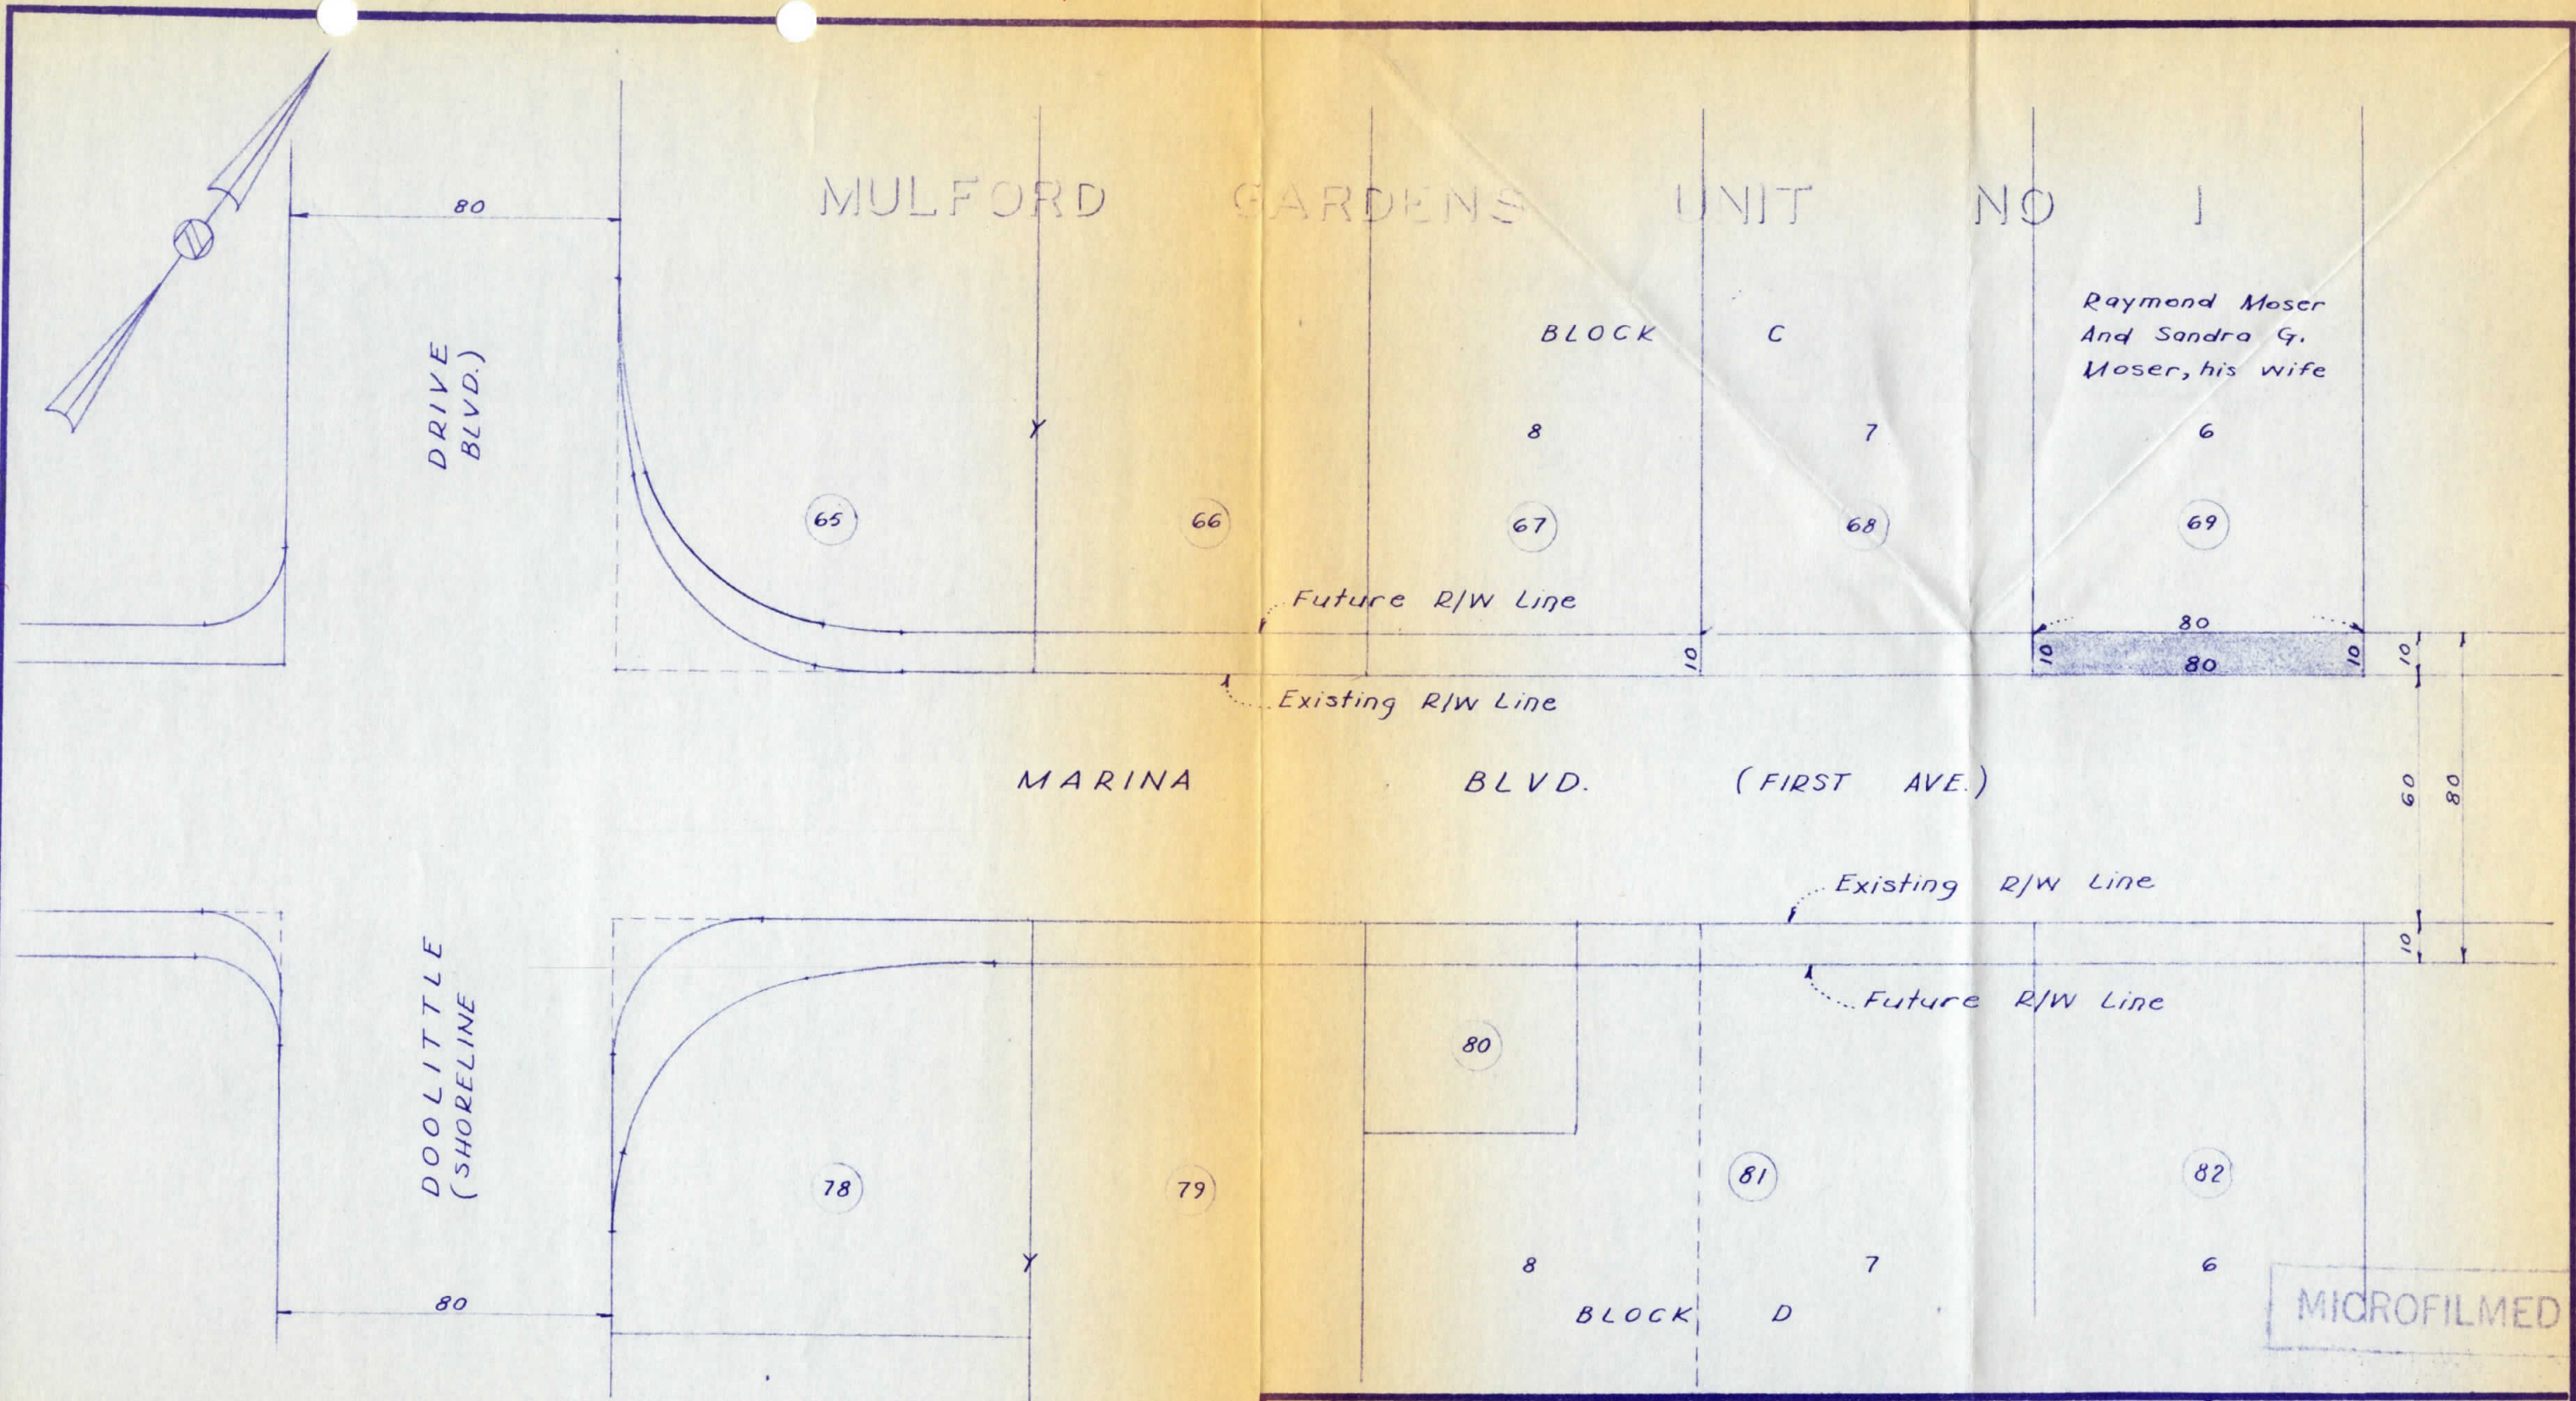 MULFORD GARDENS UNIT NO 1
80
Raymond Moser
And Sandra G.
Moser, his wife
BLOCK C
DRIVE
BLVD.)
8 7 6
65 66 67 68 69
Future R/W Line
80
10 10 80 10 10
Existing R/W Line
MARINA BLVD. (FIRST AVE.)
60 80
Existing R/W Line
10
Future R/W Line
DOOLITTLE
(SHORELINE
80
78 79 81 82
8 7 6
80
BLOCK D
MICROFILMED